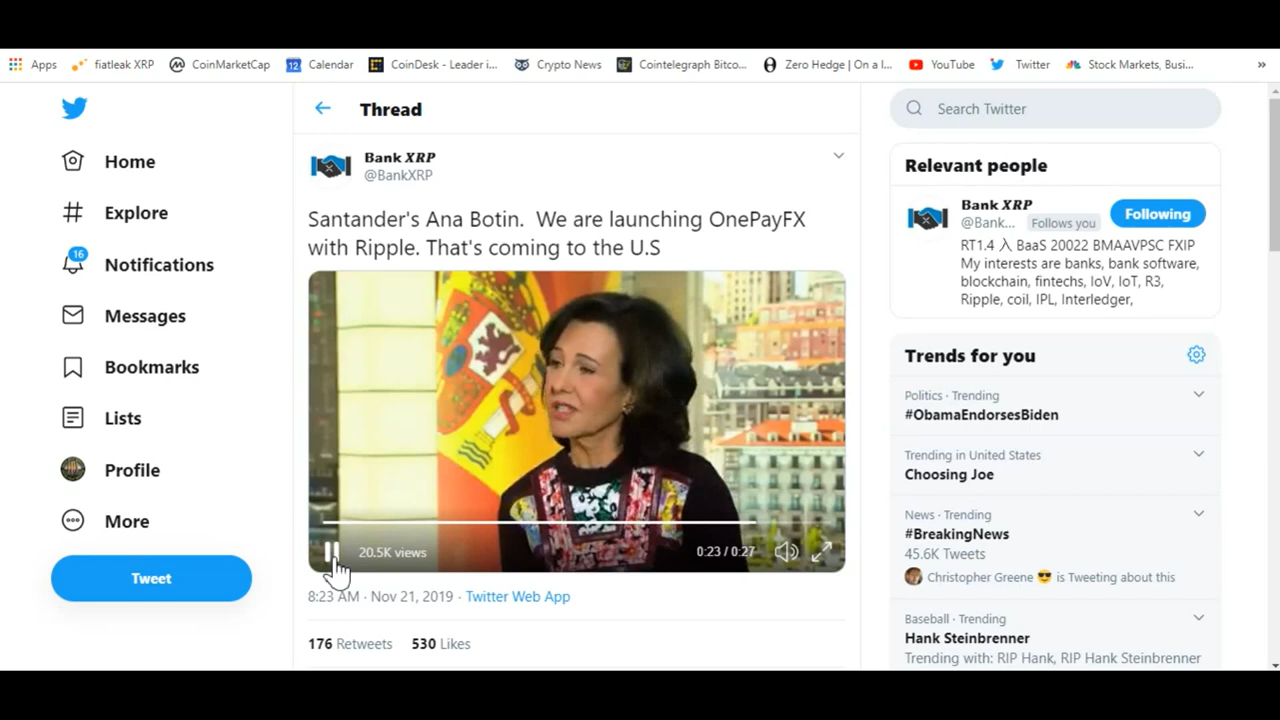 Apps fiatleak XRP CoinMarketCap 12 Calendar CoinDesk - Leader i... Crypto News Cointelegraph Bitco... Zero Hedge | On a l... YouTube Twitter Stock Markets, Busi... »
Home
Explore
16
Notifications
Messages
Bookmarks
Lists
Profile
More
Tweet
Thread
Bank XRP
@BankXRP
Santander's Ana Botin. We are launching OnePayFX
with Ripple. That's coming to the U.S
20.5K views 0:23 / 0:27
8:23 AM · Nov 21, 2019 · Twitter Web App
176 Retweets 530 Likes
Search Twitter
Relevant people
Bank XRP
@Bank... Follows you
Following
RT1.4 入 BaaS 20022 BMAAVPSC FXIP
My interests are banks, bank software,
blockchain, fintechs, IoV, IoT, R3,
Ripple, coil, IPL, Interledger,
Trends for you
Politics · Trending
#ObamaEndorsesBiden
Trending in United States
Choosing Joe
News · Trending
#BreakingNews
45.6K Tweets
Christopher Greene 😎 is Tweeting about this
Baseball · Trending
Hank Steinbrenner
Trending with: RIP Hank, RIP Hank Steinbrenner